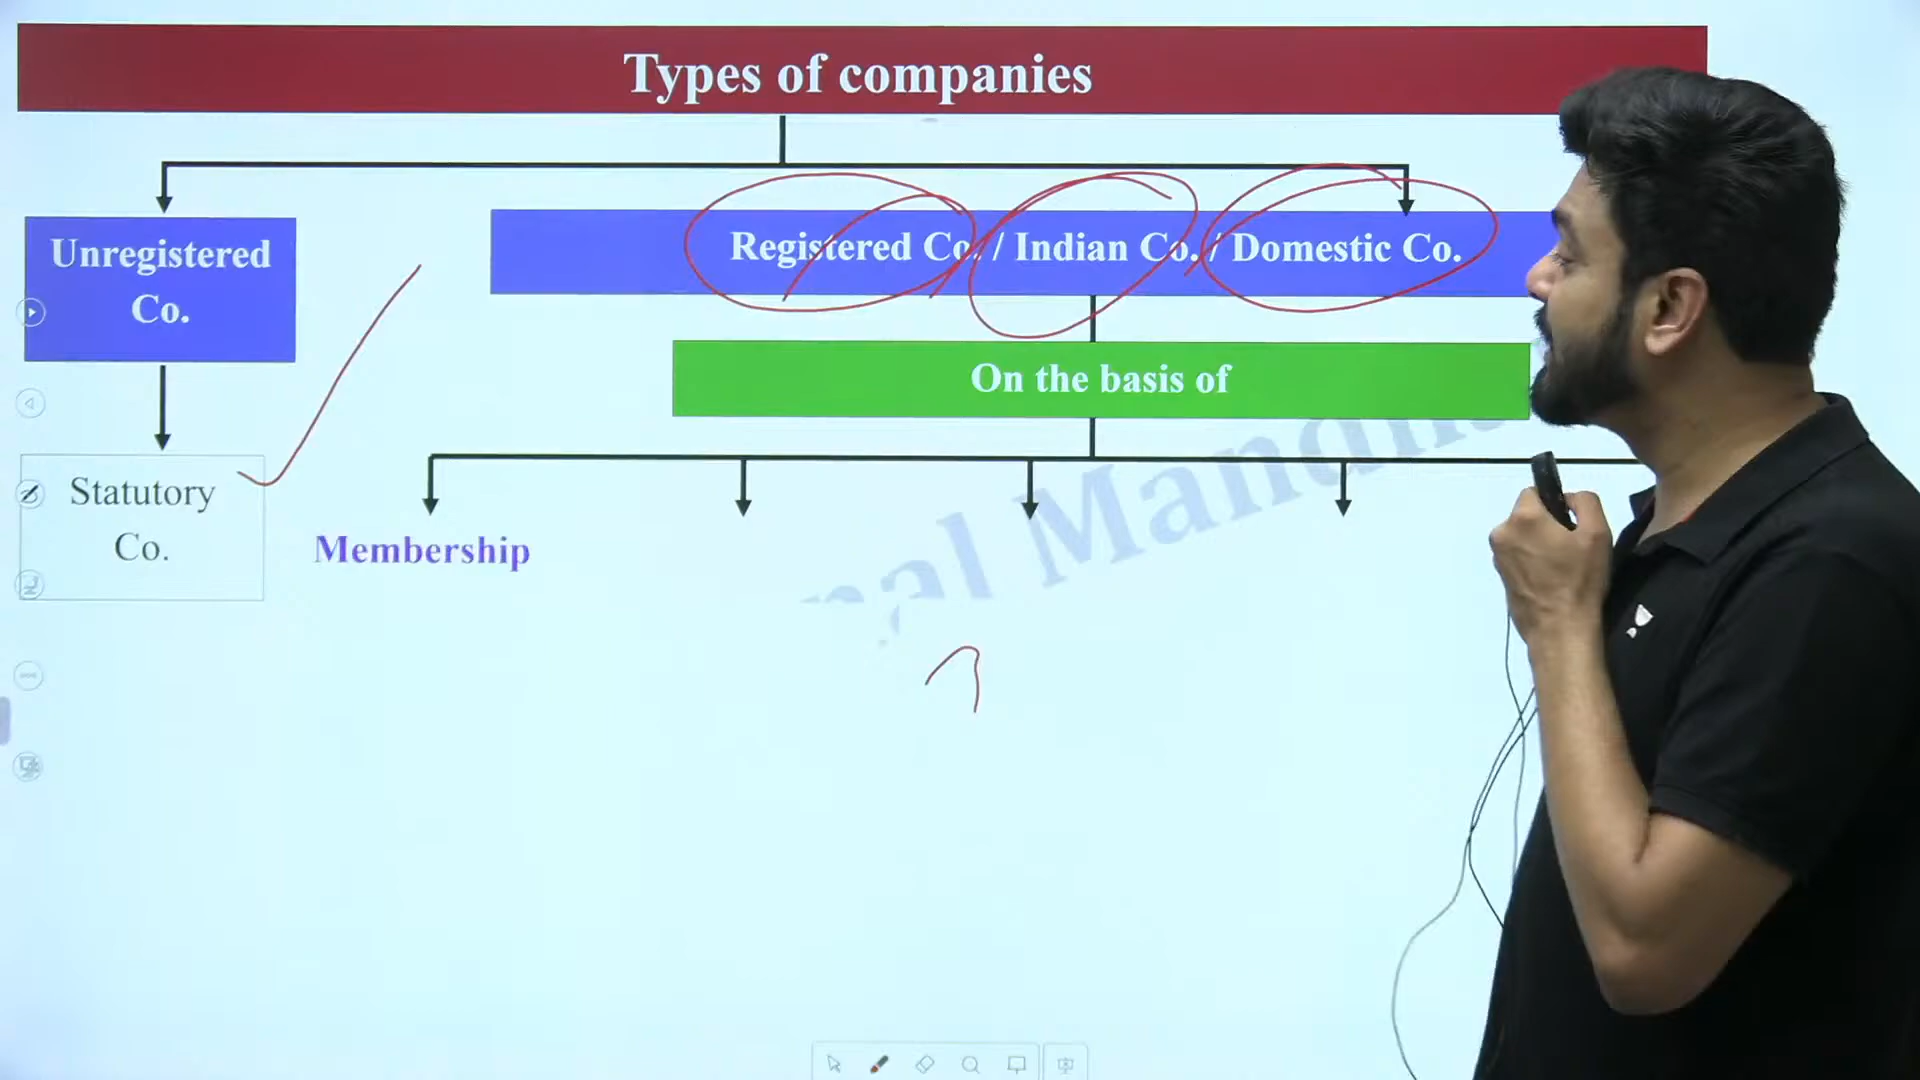 Types of companies
Unregistered
Co.
Registered Co. / Indian Co. / Domestic Co.
On the basis of
Statutory
Co.
Membership